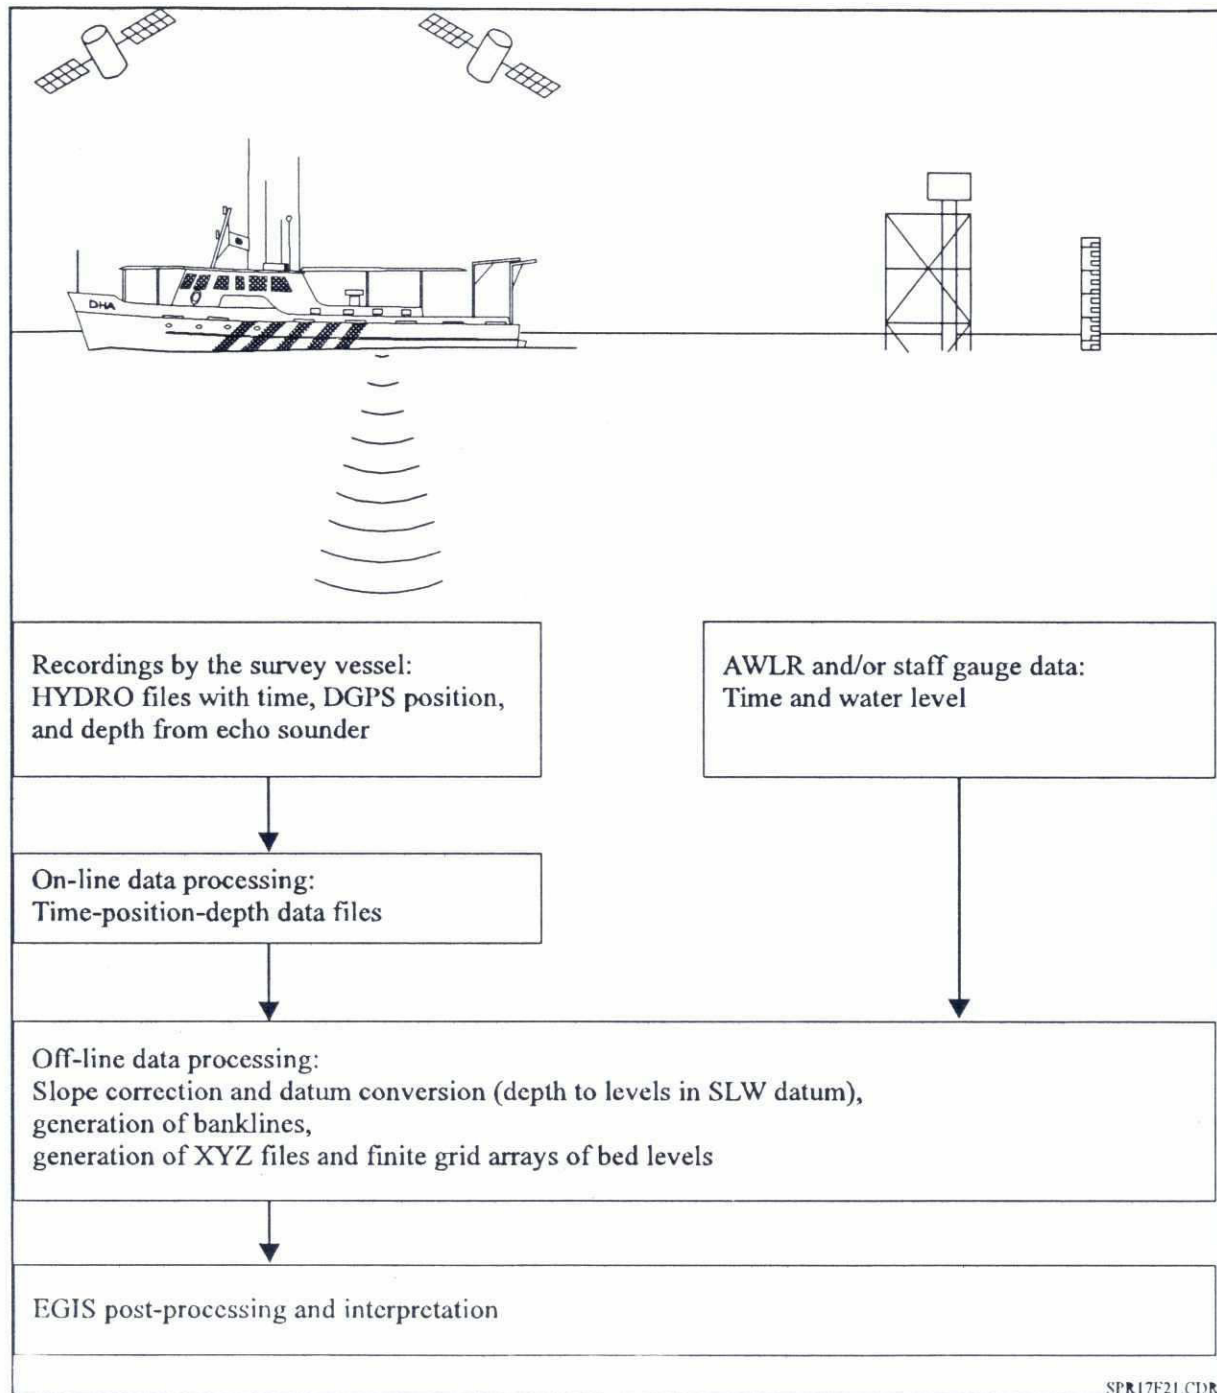 DHA
Recordings by the survey vessel:
HYDRO files with time, DGPS position,
and depth from echo sounder
AWLR and/or staff gauge data:
Time and water level
On-line data processing:
Time-position-depth data files
Off-line data processing:
Slope correction and datum conversion (depth to levels in SLW datum),
generation of banklines,
generation of XYZ files and finite grid arrays of bed levels
EGIS post-processing and interpretation
SPR17F21.CDR